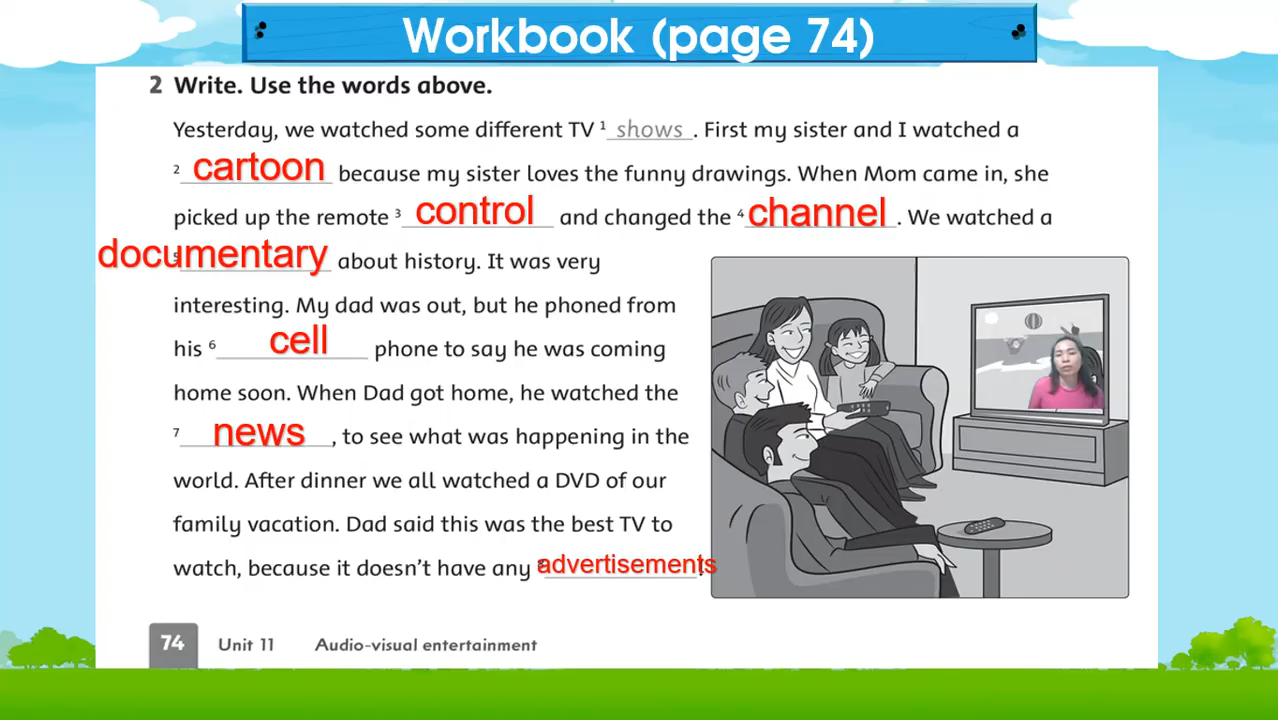 Workbook (page 74)
2 Write. Use the words above.
Yesterday, we watched some different TV 1 shows. First my sister and I watched a
2 cartoon because my sister loves the funny drawings. When Mom came in, she
picked up the remote 3 control and changed the 4 channel. We watched a
5 documentary about history. It was very
interesting. My dad was out, but he phoned from
his 6 cell phone to say he was coming
home soon. When Dad got home, he watched the
7 news, to see what was happening in the
world. After dinner we all watched a DVD of our
family vacation. Dad said this was the best TV to
watch, because it doesn't have any 8 advertisements!
74 Unit 11 Audio-visual entertainment